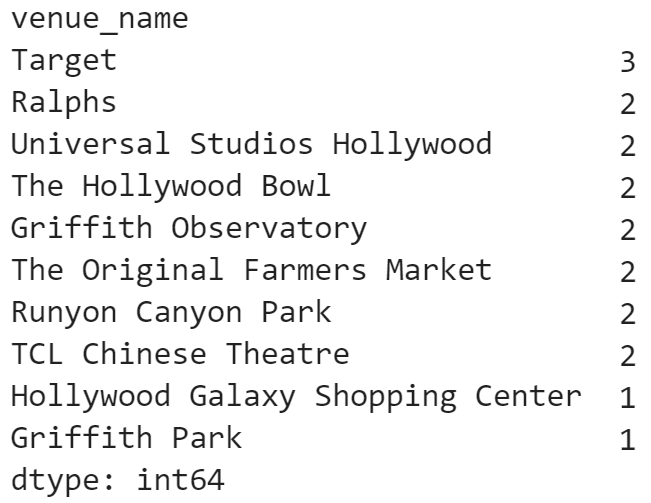 venue_name
Target 3
Ralphs 2
Universal Studios Hollywood 2
The Hollywood Bowl 2
Griffith Observatory 2
The Original Farmers Market 2
Runyon Canyon Park 2
TCL Chinese Theatre 2
Hollywood Galaxy Shopping Center 1
Griffith Park 1
dtype: int64